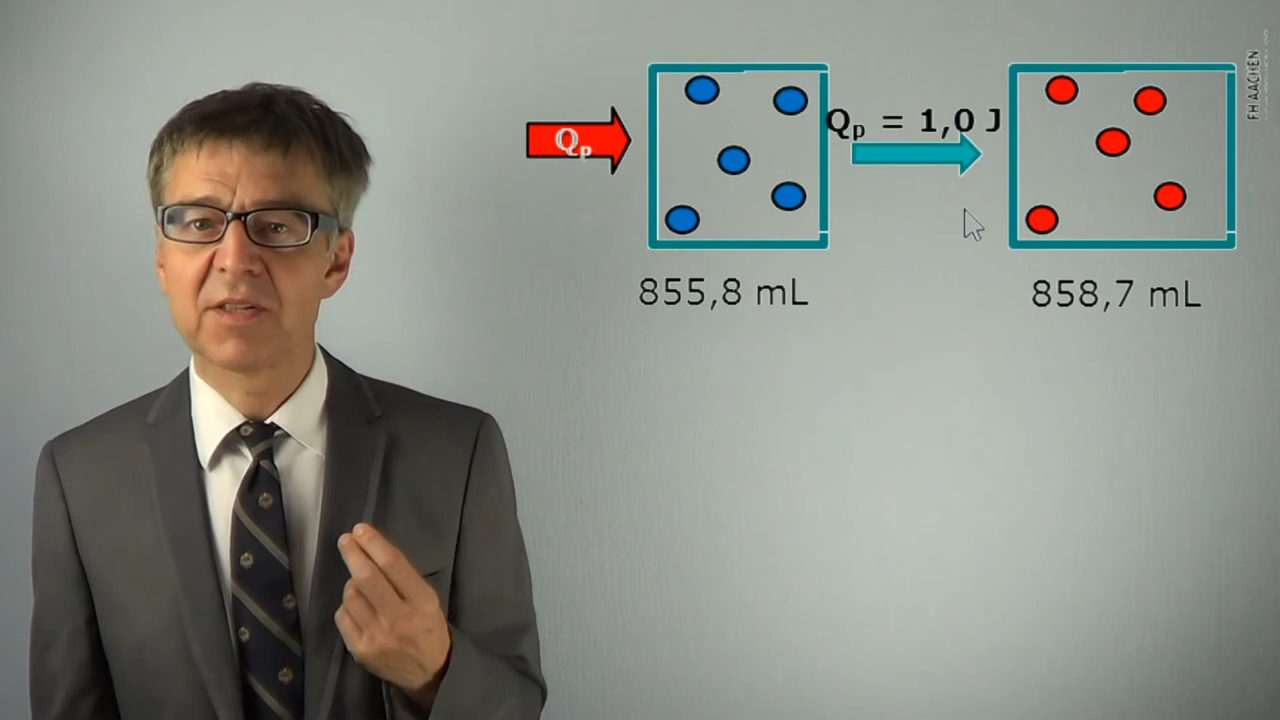 Qp
Qp = 1,0 J
855,8 mL
858,7 mL
FH AACHEN